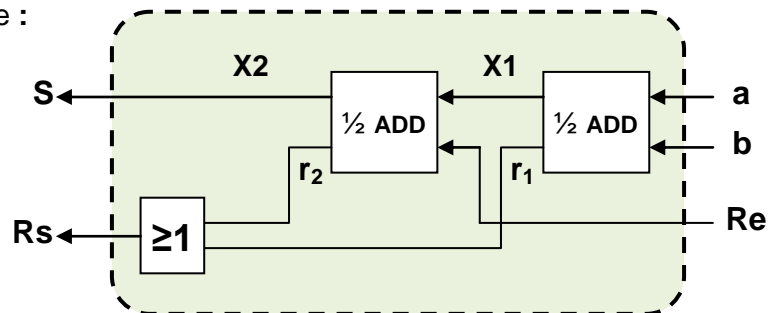 e :
X2 X1
S ½ ADD ½ ADD a
b
r2 r1
Rs ≥1 Re